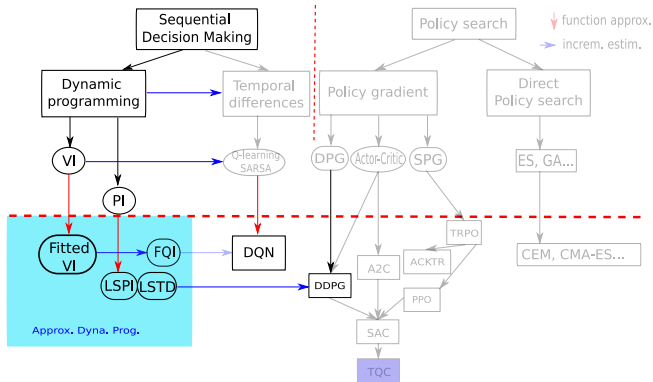 Sequential
Decision Making
Policy search
function approx.
increm. estim.
Dynamic
programming
Temporal
differences
Policy gradient
Direct
Policy search
VI
Q-learning
SARSA
DPG
Actor-Critic
SPG
ES, GA...
PI
Fitted
VI
FQI
DQN
TRPO
CEM, CMA-ES...
LSPI
LSTD
DDPG
A2C
ACKTR
PPO
Approx. Dyna. Prog.
SAC
TQC